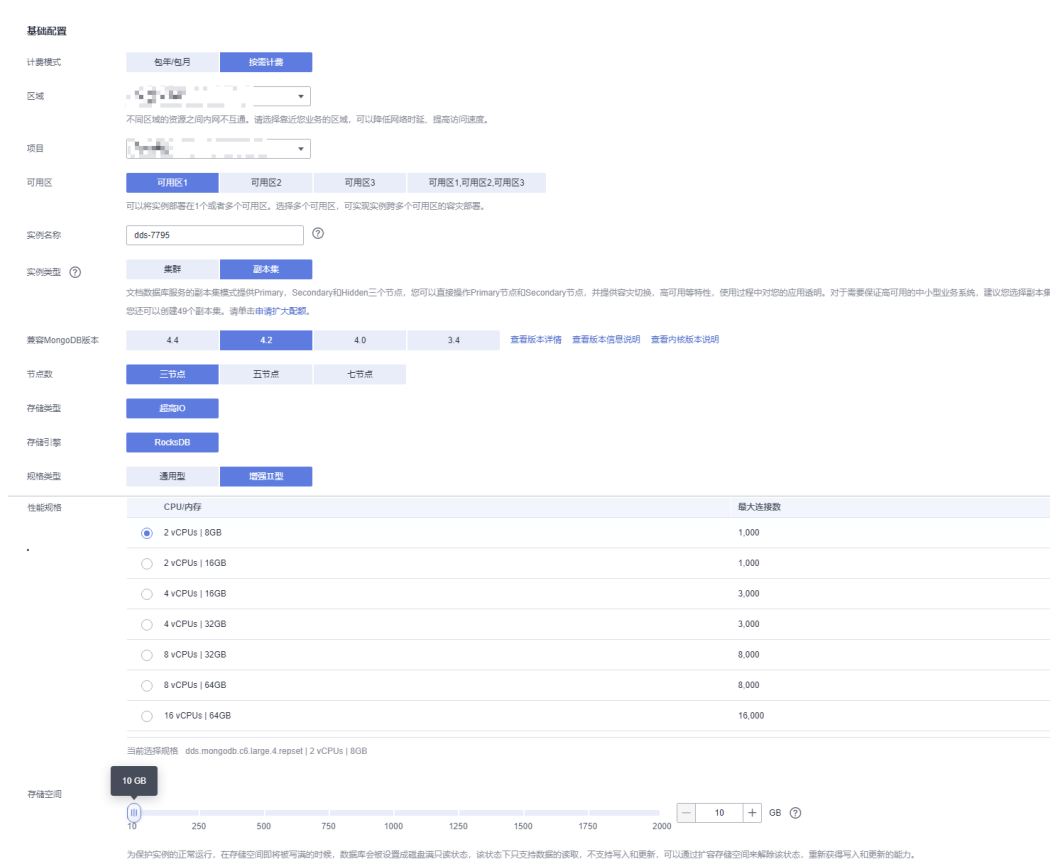 基础配置
计费模式 包年/包月 按需计费
区域
不同区域的资源之间内网不互通。请选择靠近您业务的区域，可以降低网络时延、提高访问速度。
项目
可用区 可用区1 可用区2 可用区3 可用区1,可用区2,可用区3
可以将实例部署在1个或者多个可用区。选择多个可用区，可实现实例跨多个可用区的容灾部署。
实例名称 dds-7795 ?
实例类型 ? 集群 副本集
文档数据库服务的副本集模式提供Primary，Secondary和Hidden三个节点，您可以直接操作Primary节点和Secondary节点，并提供容灾切换，高可用等特性，使用过程中对您的应用透明。对于需要保证高可用的中小型业务系统，建议您选择副本集
您还可以创建49个副本集。请单击申请扩大配额。
兼容MongoDB版本 4.4 4.2 4.0 3.4 查看版本详情 查看版本信息说明 查看内核版本说明
节点数 三节点 五节点 七节点
存储类型 超高IO
存储引擎 RocksDB
规格类型 通用型 增强II型
性能规格 CPU/内存 最大连接数
2 vCPUs | 8GB 1,000
2 vCPUs | 16GB 1,000
4 vCPUs | 16GB 3,000
4 vCPUs | 32GB 3,000
8 vCPUs | 32GB 8,000
8 vCPUs | 64GB 8,000
16 vCPUs | 64GB 16,000
当前选择规格 dds.mongodb.c6.large.4.repset | 2 vCPUs | 8GB
10 GB
存储空间 10 GB ?
10 250 500 750 1000 1250 1500 1750 2000
为保护实例的正常运行，在存储空间即将被写满的时候，数据库会被设置成磁盘满只读状态，该状态下只支持数据的读取，不支持写入和更新，可以通过扩容存储空间来解除该状态，重新获得写入和更新的能力。